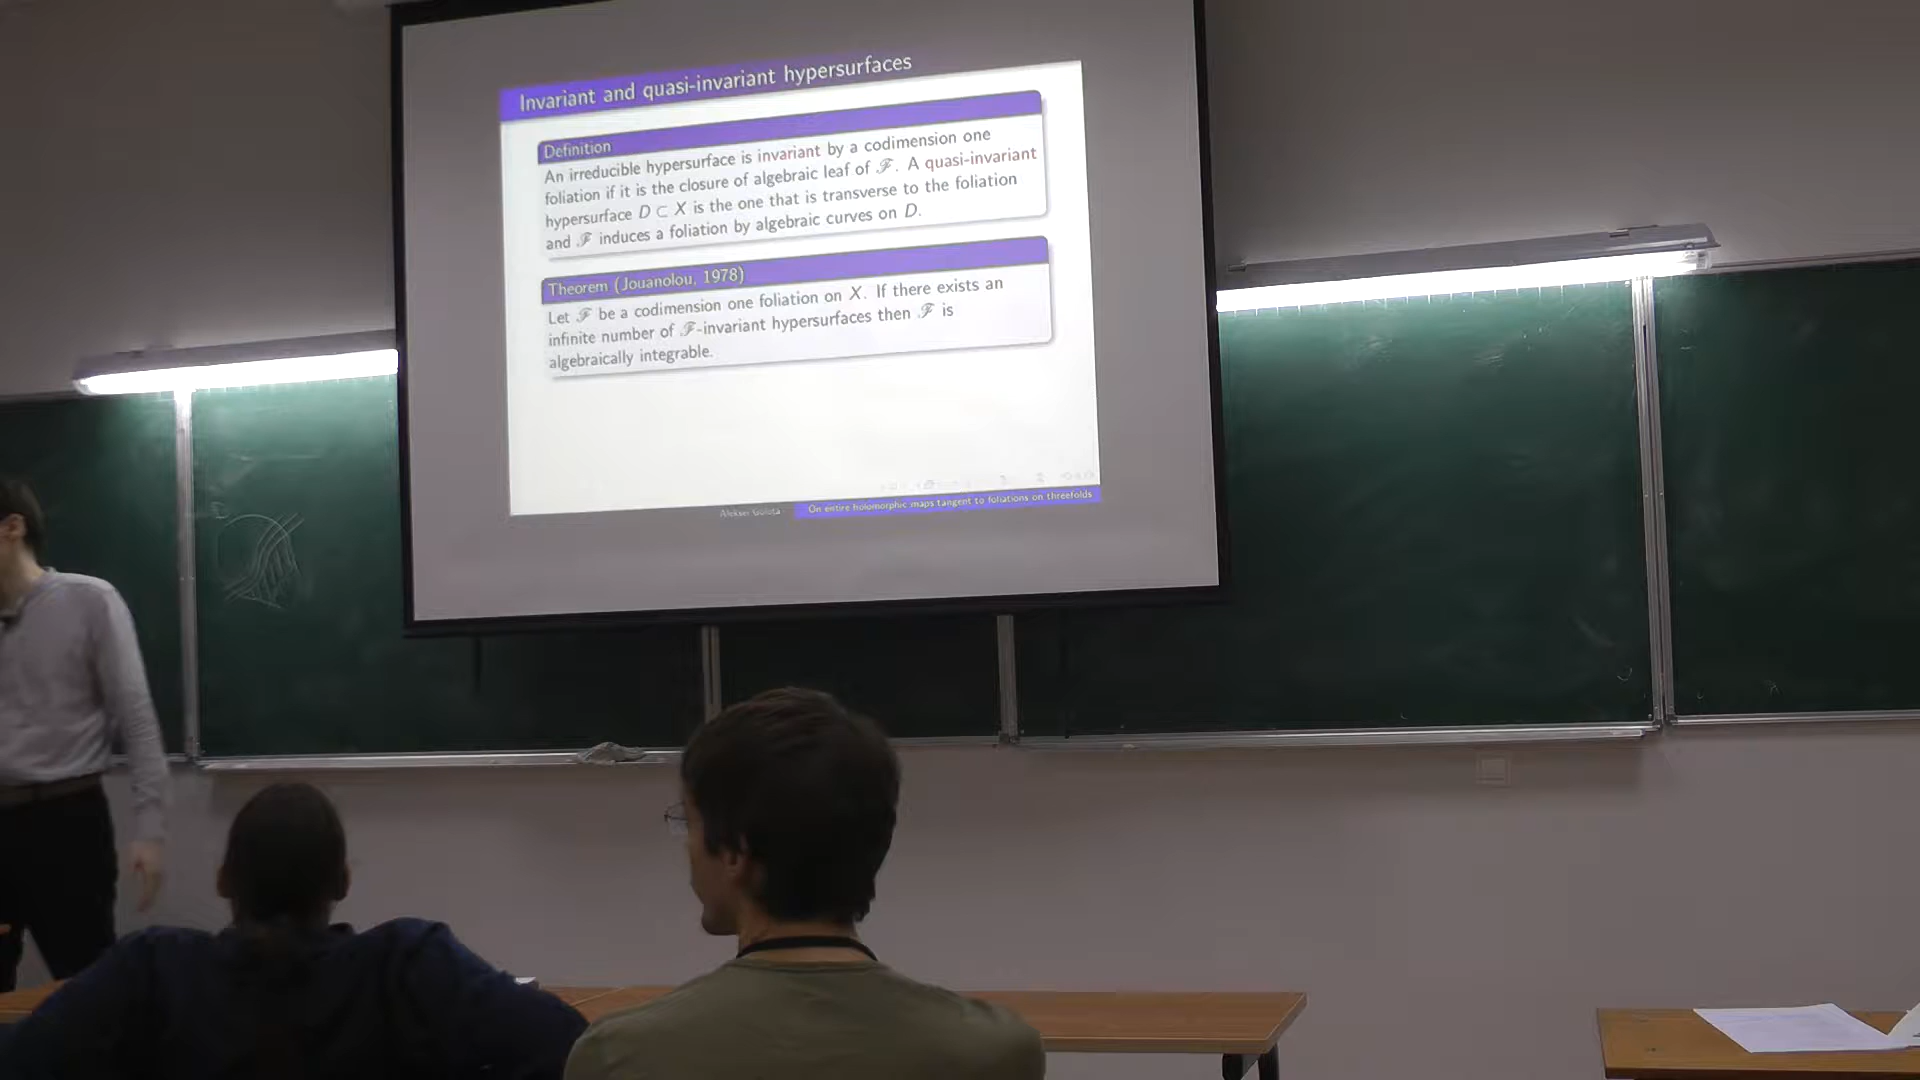 Invariant and quasi-invariant hypersurfaces
Definition
An irreducible hypersurface is invariant by a codimension one
foliation if it is the closure of algebraic leaf of ℱ. A quasi-invariant
hypersurface D ⊂ X is the one that is transverse to the foliation
and ℱ induces a foliation by algebraic curves on D.
Theorem (Jouanolou, 1978)
Let ℱ be a codimension one foliation on X. If there exists an
infinite number of ℱ-invariant hypersurfaces then ℱ is
algebraically integrable.
Aleksei Golota
On entire holomorphic maps tangent to foliations on threefolds